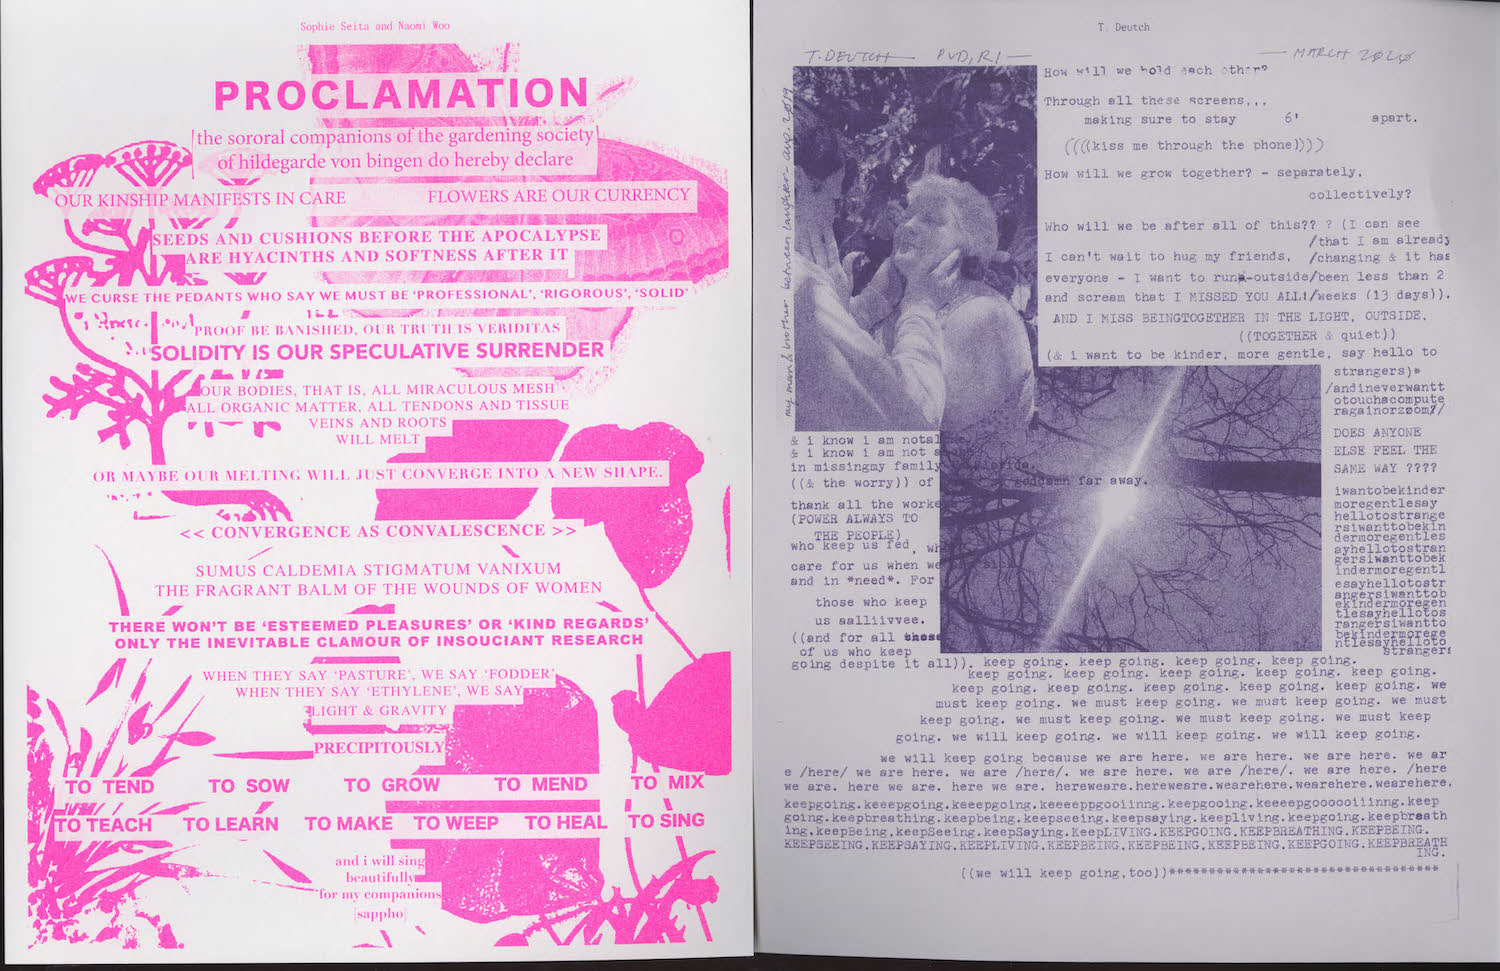 Sophie Seita and Naomi Woo
PROCLAMATION
[the sororal companions of the gardening society]
of hildegarde von bingen do hereby declare
OUR KINSHIP MANIFESTS IN CARE
FLOWERS ARE OUR CURRENCY
SEEDS AND CUSHIONS BEFORE THE APOCALYPSE
ARE HYACINTHS AND SOFTNESS AFTER IT
WE CURSE THE PEDANTS WHO SAY WE MUST BE ‘PROFESSIONAL’, ‘RIGOROUS’, ‘SOLID’
PROOF BE BANISHED, OUR TRUTH IS VERIDITAS
SOLIDITY IS OUR SPECULATIVE SURRENDER
OUR BODIES, THAT IS, ALL MIRACULOUS MESH
ALL ORGANIC MATTER, ALL TENDONS AND TISSUE
VEINS AND ROOTS
WILL MELT
OR MAYBE OUR MELTING WILL JUST CONVERGE INTO A NEW SHAPE.
<< CONVERGENCE AS CONVALESCENCE >>
SUMUS CALDEMIA STIGMATUM VANIXUM
THE FRAGRANT BALM OF THE WOUNDS OF WOMEN
THERE WON’T BE ‘ESTEEMED PLEASURES’ OR ‘KIND REGARDS’
ONLY THE INEVITABLE CLAMOUR OF INSOUCIANT RESEARCH
WHEN THEY SAY ‘PASTURE’, WE SAY ‘FODDER’
WHEN THEY SAY ‘ETHYLENE’, WE SAY
LIGHT & GRAVITY
PRECIPITOUSLY
TO TEND TO SOW TO GROW TO MEND TO MIX
TO TEACH TO LEARN TO MAKE TO WEEP TO HEAL TO SING
and i will sing
beautifully
for my companions
[sappho]
T. Deutch
T. DEUTCH — PVD, RI — — MARCH 2020
my mom & brother between laughter - aug. 2019
How will we hold each other?
Through all these screens,,,
making sure to stay 6' apart.
((((kiss me through the phone))))
How will we grow together? - separately,
collectively?
Who will we be after all of this?? ? (I can see
/that I am already
I can't wait to hug my friends, /changing & it has
everyone - I want to run -outside/been less than 2
and scream that I MISSED YOU ALL!/weeks (13 days)).
AND I MISS BEINGTOGETHER IN THE LIGHT, OUTSIDE,
((TOGETHER & quiet))
(& i want to be kinder, more gentle, say hello to
strangers)*
/andineverwantt
otouchacompute
ragainorzoom//
DOES ANYONE
ELSE FEEL THE
SAME WAY ????
iwantobekinder
moregentlesay
hellotostrange
rsiwanttobekin
dermoregentles
ayhellotostran
gersiwanttobek
indermoregentl
esayhellotostr
angersiwanttob
ekindermoregen
tlesayhellotos
rangersiwantto
bekindermorege
ntlesayhelloto
strangers
& i know i am
& i know i am not
in missingmy family
((& the worry)) of goddamn far away.
thank all the worke
(POWER ALWAYS TO
THE PEOPLE)
who keep us fed, wh
care for us when we sick
and in *need*. For
those who keep
us aalliivvee.
((and for all these
of us who keep
going despite it all)). keep going. keep going. keep going. keep going.
keep going. keep going. keep going. keep going. keep going.
keep going. keep going. keep going. keep going. keep going. we
must keep going. we must keep going. we must keep going. we must
keep going. we must keep going. we must keep going. we must keep
going. we will keep going. we will keep going. we will keep going.
we will keep going because we are here. we are here. we are here. we ar
e /here/ we are here. we are /here/. we are here. we are /here/. we are here. /here
we are. here we are. here we are. hereweare.hereweare.wearehere.wearehere.wearehere.
keepgoing.keeepgoing.keeepgoing.keeeeppgooiinng.keepgooing.keeeepgooooiiinng.keep
going.keepbreathing.keepbeing.keepseeing.keepsaying.keepliving.keepgoing.keepbreath
ing,keepBeing,keepSeeing.keepSaying.KeepLIVING.KEEPGOING.KEEPBREATHING.KEEPBEING.
KEEPSEEING.KEEPSAYING.KEEPLIVING.KEEPBEING.KEEPBEING.KEEPBEING.KEEPGOING.KEEPBREATH
ING.
((we will keep going,too))**********************************